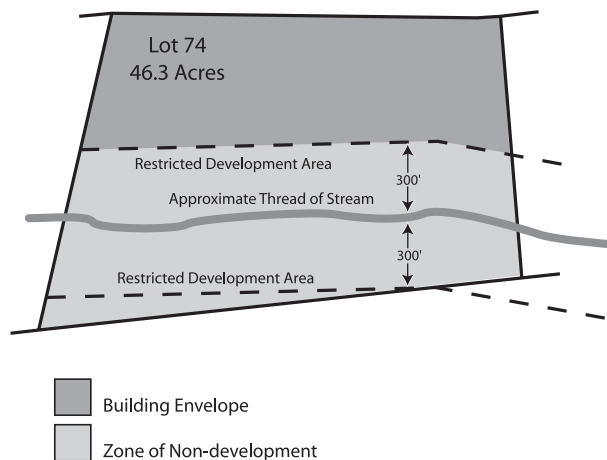 Lot 74
46.3 Acres
Restricted Development Area
300'
Approximate Thread of Stream
300'
Restricted Development Area
Building Envelope
Zone of Non-development